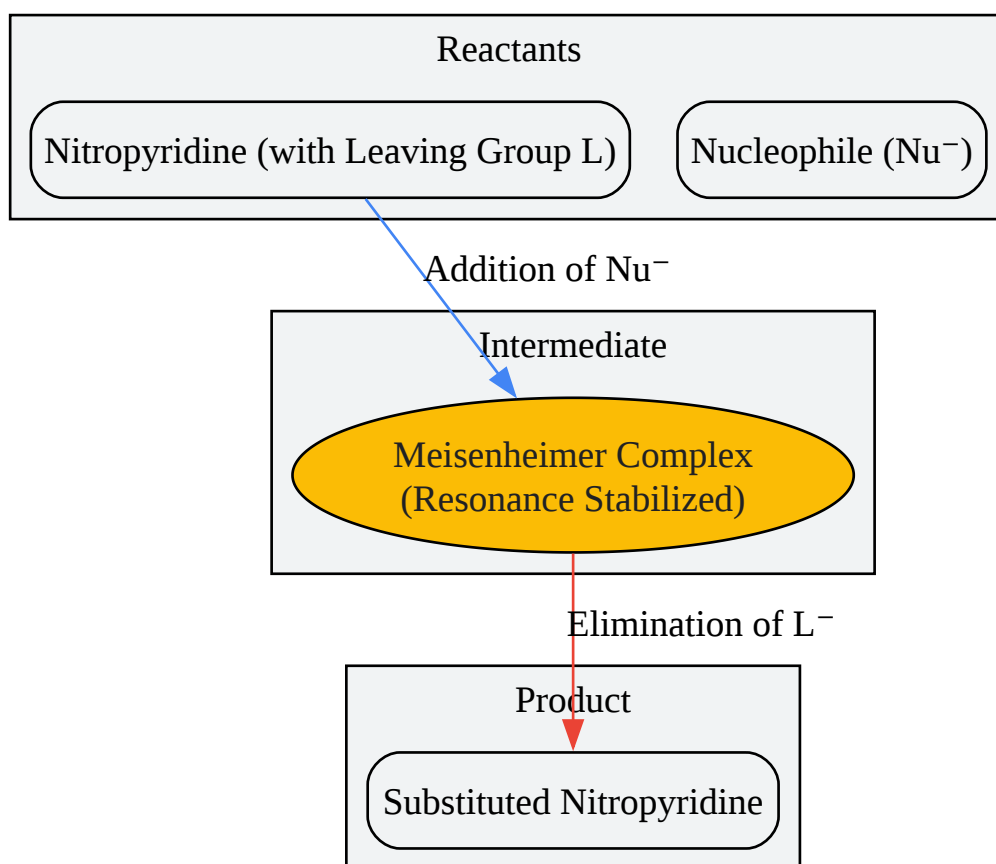 Reactants
Nitropyridine (with Leaving Group L)
Nucleophile (Nu⁻)
Addition of Nu⁻
Intermediate
Meisenheimer Complex
(Resonance Stabilized)
Elimination of L⁻
Product
Substituted Nitropyridine